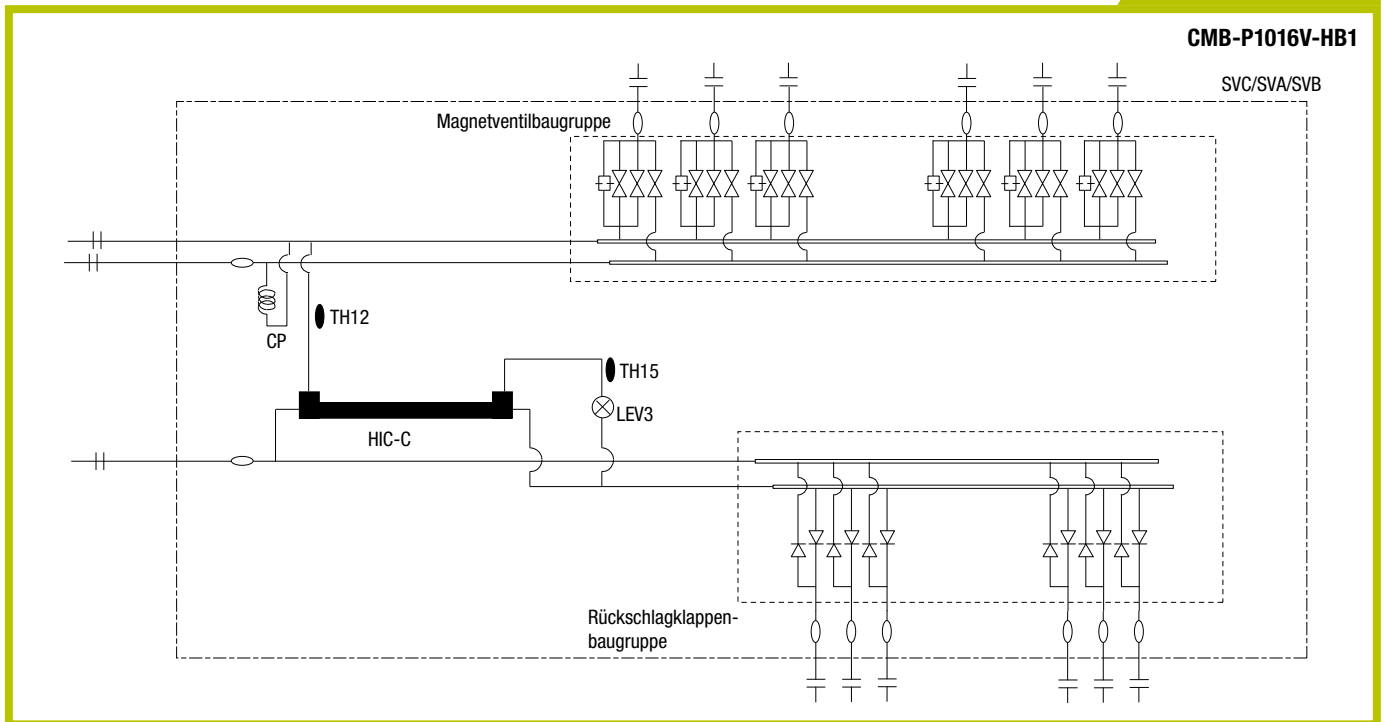 CMB-P1016V-HB1
SVC/SVA/SVB
Magnetventilbaugruppe
TH12
CP
TH15
LEV3
HIC-C
Rückschlagklappen-
baugruppe